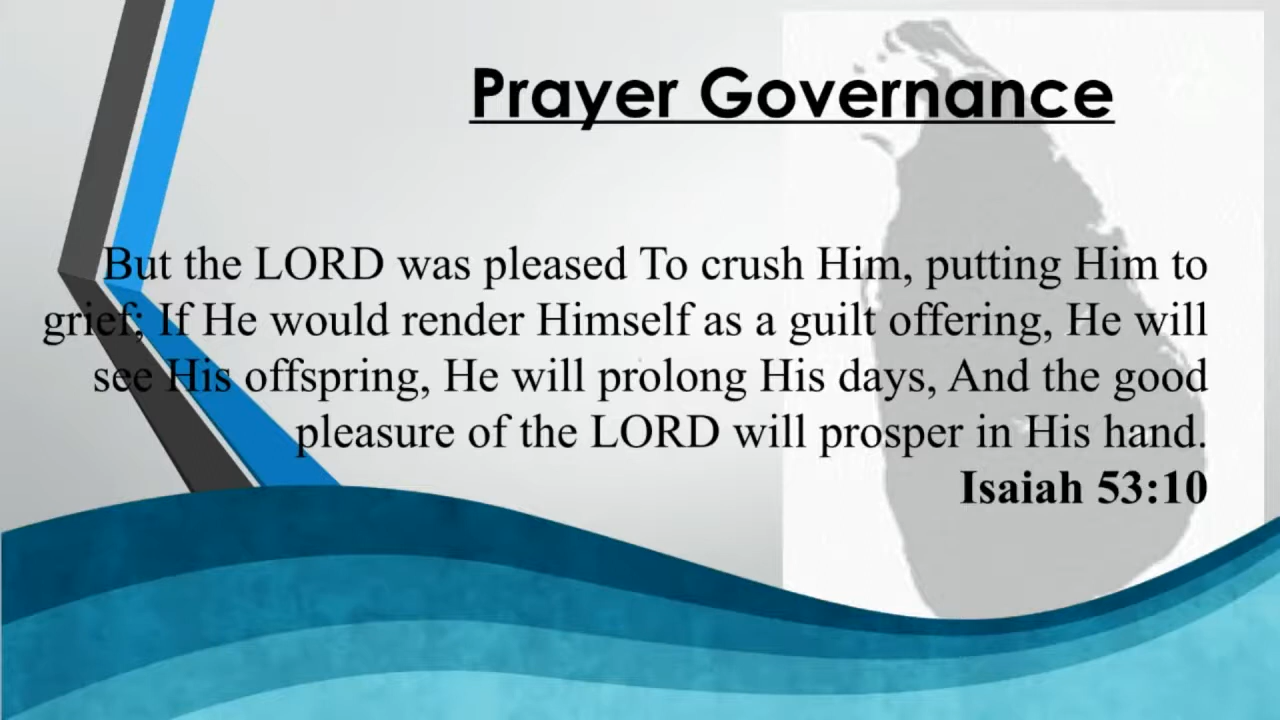 Prayer Governance
But the LORD was pleased To crush Him, putting Him to
grief; If He would render Himself as a guilt offering, He will
see His offspring, He will prolong His days, And the good
pleasure of the LORD will prosper in His hand.
Isaiah 53:10